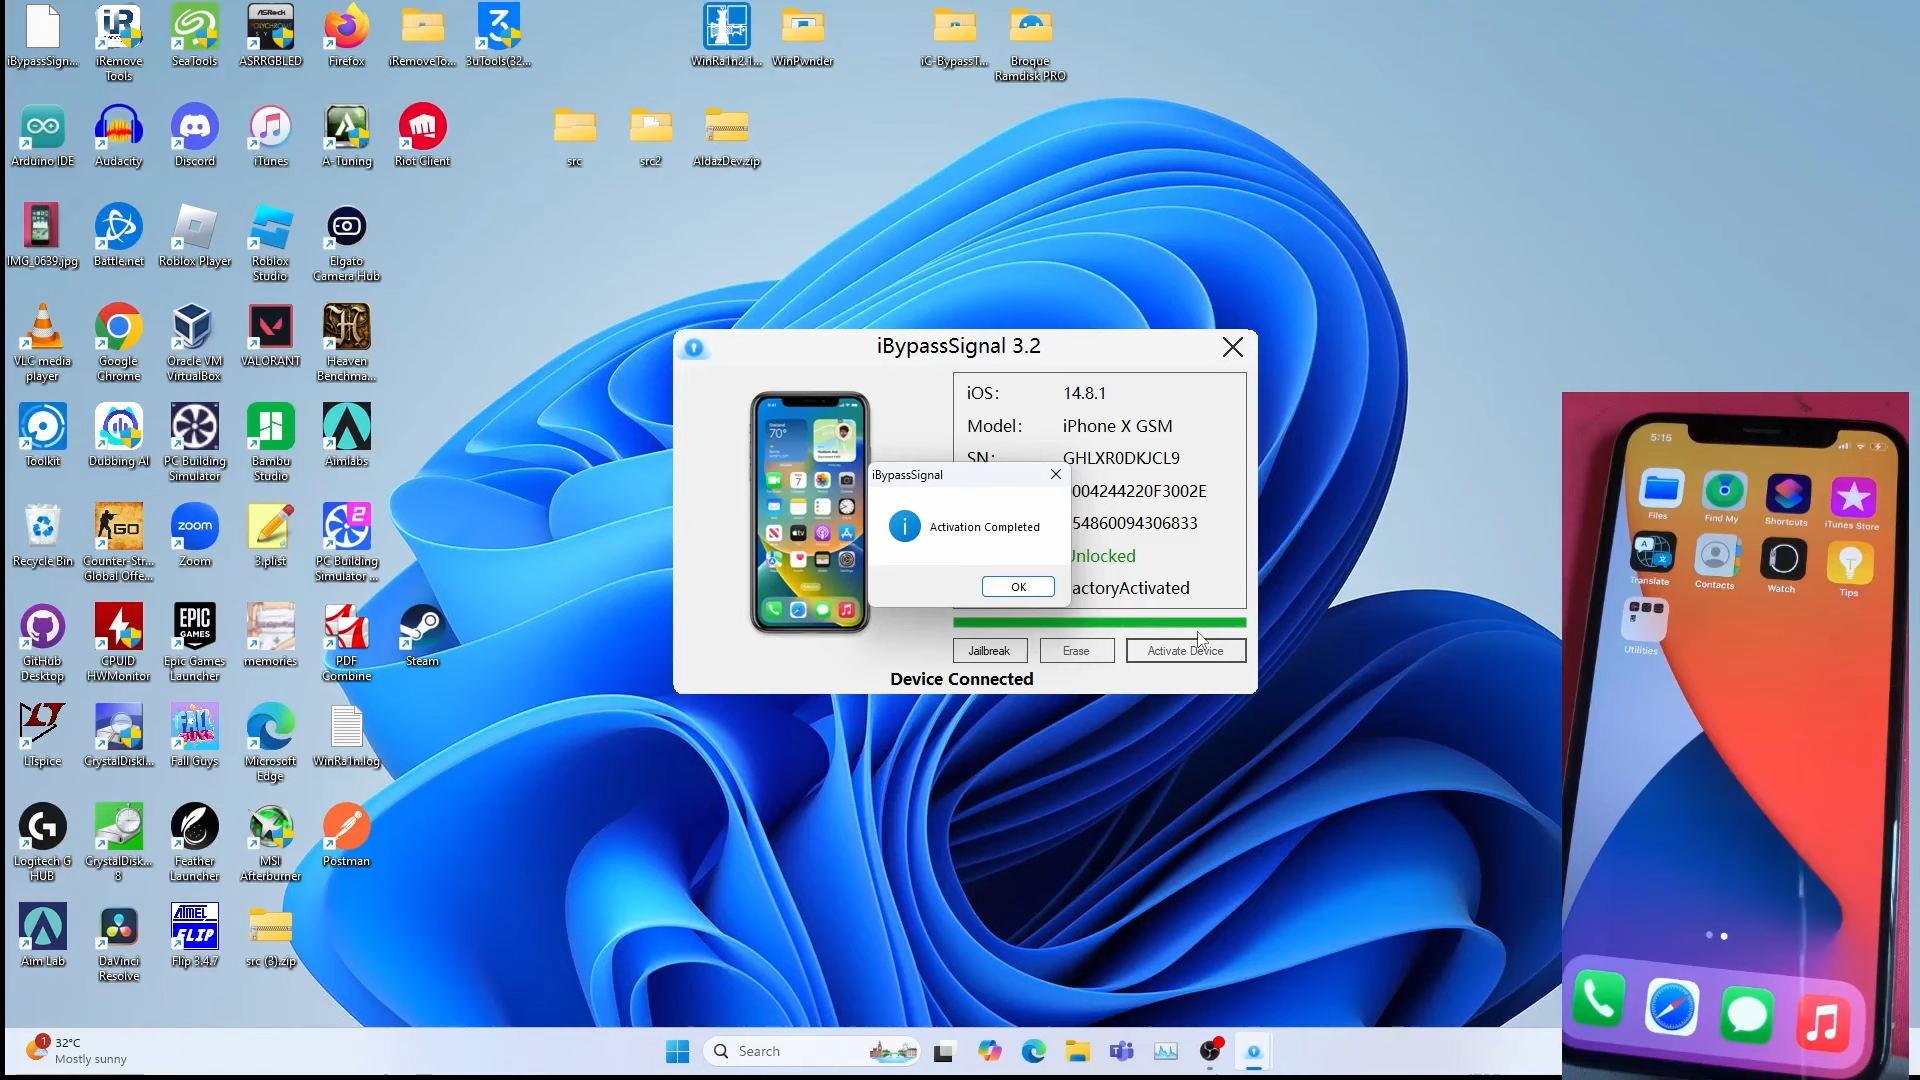 iBypassSign...
iRemove
Tools
SeaTools
ASRRGBLED
Firefox
iRemoveTo...
3uTools(32...
WinRa1n2.1...
WinPwnder
iC-BypassT...
Broque
Ramdisk PRO
Arduino IDE
Audacity
Discord
iTunes
A-Tuning
Riot Client
src
src2
AldazDev.zip
IMG_0639.jpg
Battle.net
Roblox Player
Roblox
Studio
Elgato
Camera Hub
VLC media
player
Google
Chrome
Oracle VM
VirtualBox
VALORANT
Heaven
Benchma...
Toolkit
Dubbing AI
PC Building
Simulator
Bambu
Studio
Aimlabs
Recycle Bin
Counter-Str...
Global Offe...
zoom
Zoom
3.plist
PC Building
Simulator ...
GitHub
Desktop
CPUID
HWMonitor
EPIC
GAMES
Epic Games
Launcher
memories
PDF
Combine
Steam
LTspice
CrystalDiskI...
Fall Guys
Microsoft
Edge
WinRa1n.log
Logitech G
HUB
CrystalDisk...
8
Feather
Launcher
MSI
Afterburner
Postman
Aim Lab
DaVinci
Resolve
ATMEL
FLIP
Flip 3.4.7
src (3).zip
iBypassSignal 3.2
iOS: 14.8.1
Model: iPhone X GSM
SN: GHLXR0DKJCL9
004244220F3002E
54860094306833
Unlocked
actoryActivated
iBypassSignal
Activation Completed
OK
Jailbreak
Erase
Activate Device
Device Connected
5:15
Files
Find My
Shortcuts
iTunes Store
Translate
Contacts
Watch
Tips
Utilities
1
32°C
Mostly sunny
Search